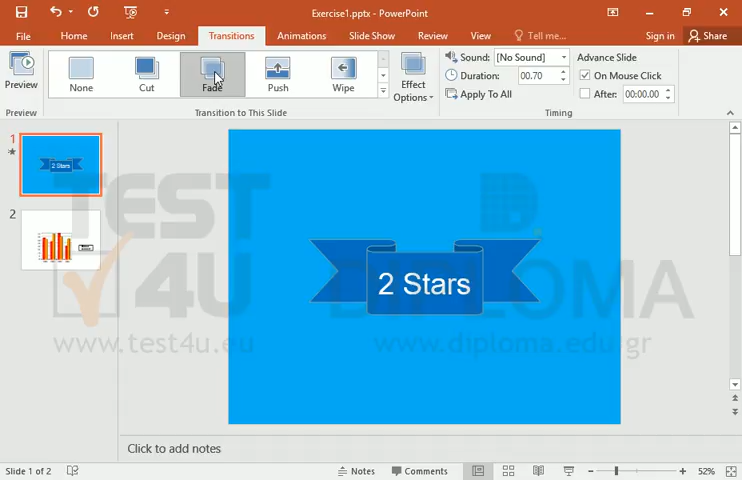 Exercise1.pptx - PowerPoint
File Home Insert Design Transitions Animations Slide Show Review View Tell me... Sign in Share
Preview
None Cut Fade Push Wipe
Effect Options
Sound: [No Sound]
Duration: 00.70
Apply To All
Advance Slide
On Mouse Click
After: 00:00.00
Preview Transition to This Slide Timing
1
2 Stars
2
2 Stars
TEST4U
www.test4u.eu
DIPLOMA
www.diploma.edu.gr
Click to add notes
Slide 1 of 2 Notes Comments 52%